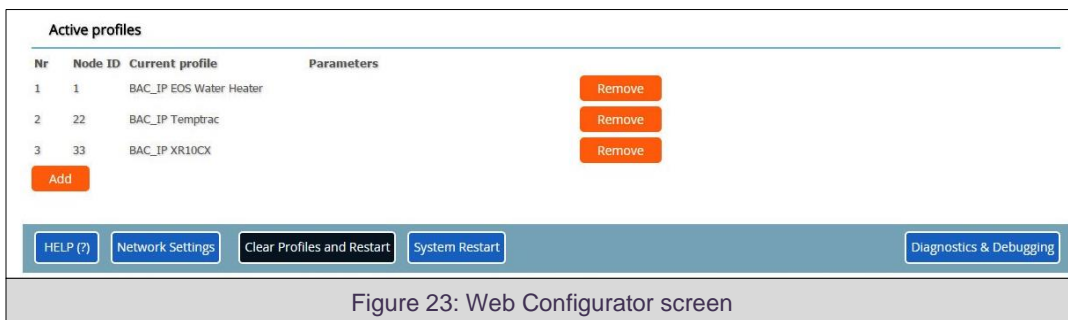 Active profiles
Nr Node ID Current profile Parameters
1 1 BAC_IP EOS Water Heater Remove
2 22 BAC_IP Temptrac Remove
3 33 BAC_IP XR10CX Remove
Add
HELP (?) Network Settings Clear Profiles and Restart System Restart Diagnostics & Debugging
Figure 23: Web Configurator screen